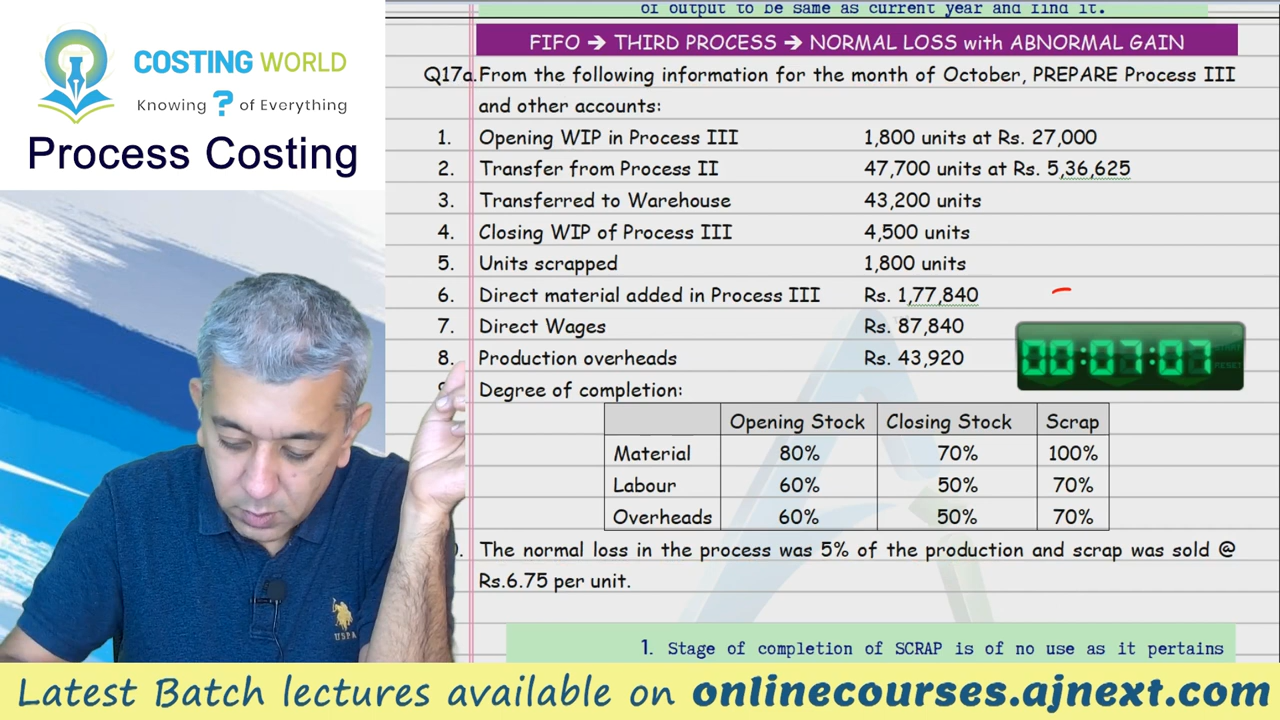 of output to be same as current year and find it.
COSTING WORLD
Knowing ? of Everything
Process Costing
FIFO ➔ THIRD PROCESS ➔ NORMAL LOSS with ABNORMAL GAIN
Q17a. From the following information for the month of October, PREPARE Process III
and other accounts:
1. Opening WIP in Process III 1,800 units at Rs. 27,000
2. Transfer from Process II 47,700 units at Rs. 5,36,625
3. Transferred to Warehouse 43,200 units
4. Closing WIP of Process III 4,500 units
5. Units scrapped 1,800 units
6. Direct material added in Process III Rs. 1,77,840
7. Direct Wages Rs. 87,840
8. Production overheads Rs. 43,920
Degree of completion:
Opening Stock Closing Stock Scrap
Material 80% 70% 100%
Labour 60% 50% 70%
Overheads 60% 50% 70%
The normal loss in the process was 5% of the production and scrap was sold @
Rs.6.75 per unit.
00:07:07
USPA
1. Stage of completion of SCRAP is of no use as it pertains
Latest Batch lectures available on onlinecourses.ajnext.com